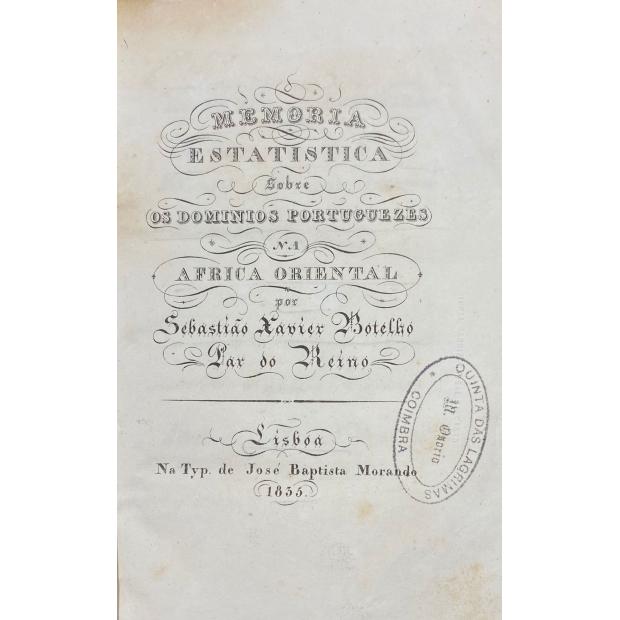 MEMORIA
ESTATISTICA
Sobre
OS DOMINIOS PORTUGUEZES
NA
AFRICA ORIENTAL
por
Sebastião Xavier Botelho
Par do Reino
Lisboa
Na Typ. de José Baptista Morando
1835.
QUINTA DAS LAGRIMAS
M. Osorio
COIMBRA